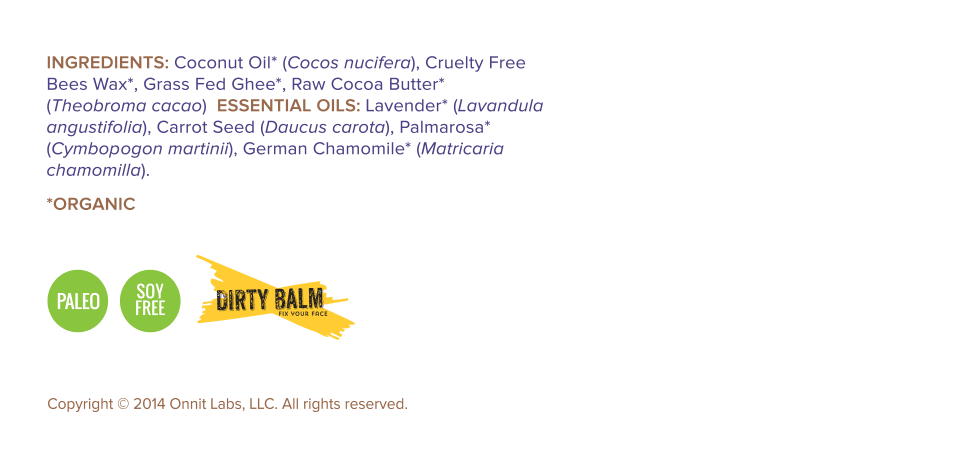 INGREDIENTS: Coconut Oil* (Cocos nucifera), Cruelty Free
Bees Wax*, Grass Fed Ghee*, Raw Cocoa Butter*
(Theobroma cacao) ESSENTIAL OILS: Lavender* (Lavandula
angustifolia), Carrot Seed (Daucus carota), Palmarosa*
(Cymbopogon martinii), German Chamomile* (Matricaria
chamomilla).
*ORGANIC
PALEO
SOY
FREE
DIRTY BALM
FIX YOUR FACE
Copyright © 2014 Onnit Labs, LLC. All rights reserved.